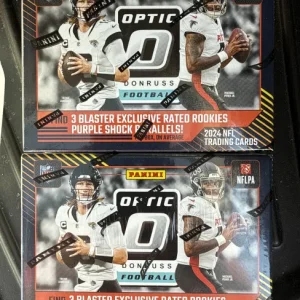 OPTIC
DONRUSS
FOOTBALL
FIND 3 BLASTER EXCLUSIVE RATED ROOKIES
PURPLE SHOCK PARALLELS!
2024 NFL
TRADING CARDS
PANINI
NFLPA
OPTIC
DONRUSS
FOOTBALL
FIND 3 BLASTER EXCLUSIVE RATED ROOKIES